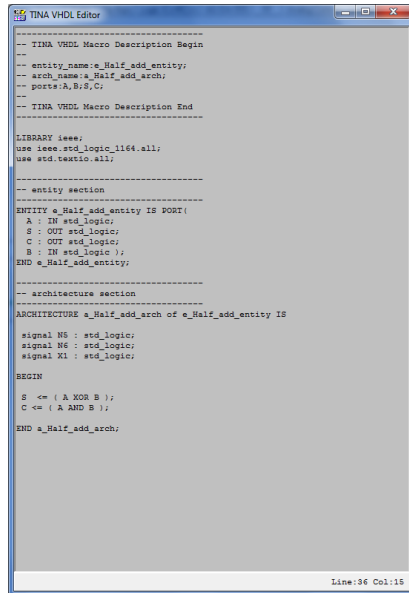 TINA VHDL Editor
------------------------------------
-- TINA VHDL Macro Description Begin
--
-- entity_name:e_Half_add_entity;
-- arch_name:a_Half_add_arch;
-- ports:A,B;S,C;
--
-- TINA VHDL Macro Description End
------------------------------------
LIBRARY ieee;
use ieee.std_logic_1164.all;
use std.textio.all;
------------------------------------
-- entity section
------------------------------------
ENTITY e_Half_add_entity IS PORT(
A : IN std_logic;
S : OUT std_logic;
C : OUT std_logic;
B : IN std_logic );
END e_Half_add_entity;
------------------------------------
-- architecture section
------------------------------------
ARCHITECTURE a_Half_add_arch of e_Half_add_entity IS
signal N5 : std_logic;
signal N6 : std_logic;
signal X1 : std_logic;
BEGIN
S <= ( A XOR B );
C <= ( A AND B );
END a_Half_add_arch;
Line:36 Col:15